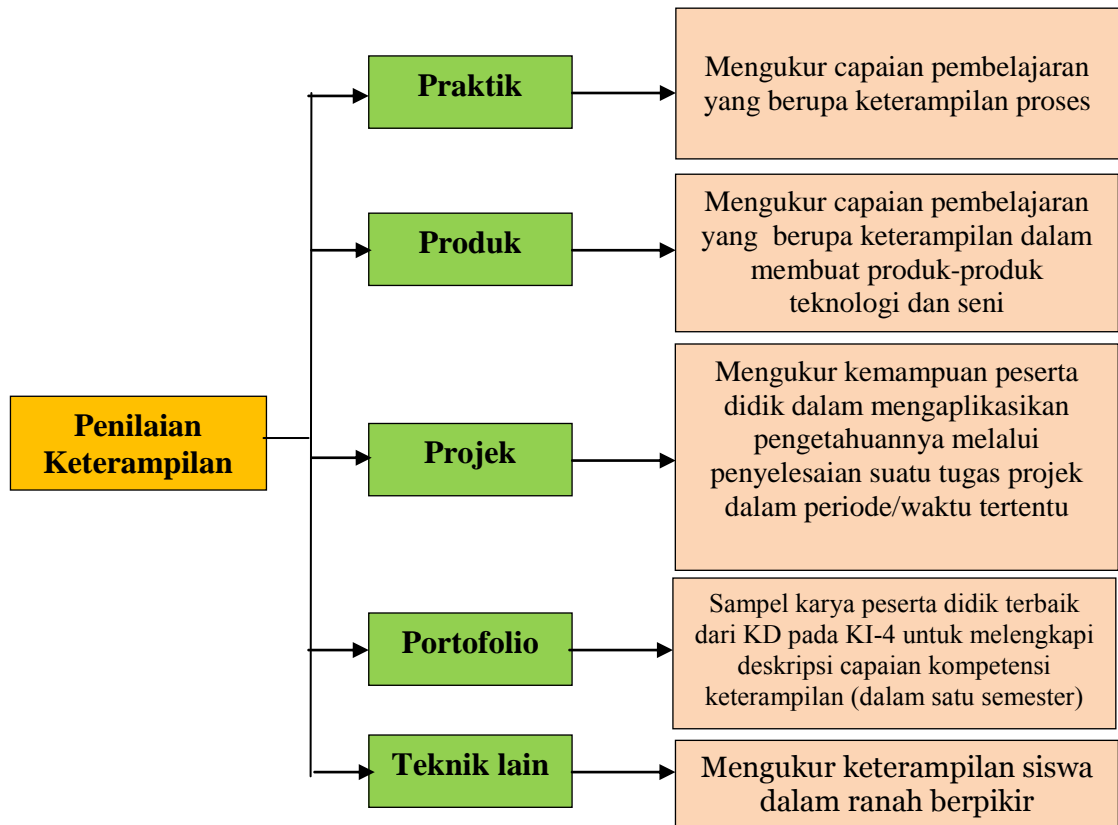 Penilaian
Keterampilan
Praktik
Mengukur capaian pembelajaran
yang berupa keterampilan proses
Produk
Mengukur capaian pembelajaran
yang berupa keterampilan dalam
membuat produk-produk
teknologi dan seni
Projek
Mengukur kemampuan peserta
didik dalam mengaplikasikan
pengetahuannya melalui
penyelesaian suatu tugas projek
dalam periode/waktu tertentu
Portofolio
Sampel karya peserta didik terbaik
dari KD pada KI-4 untuk melengkapi
deskripsi capaian kompetensi
keterampilan (dalam satu semester)
Teknik lain
Mengukur keterampilan siswa
dalam ranah berpikir